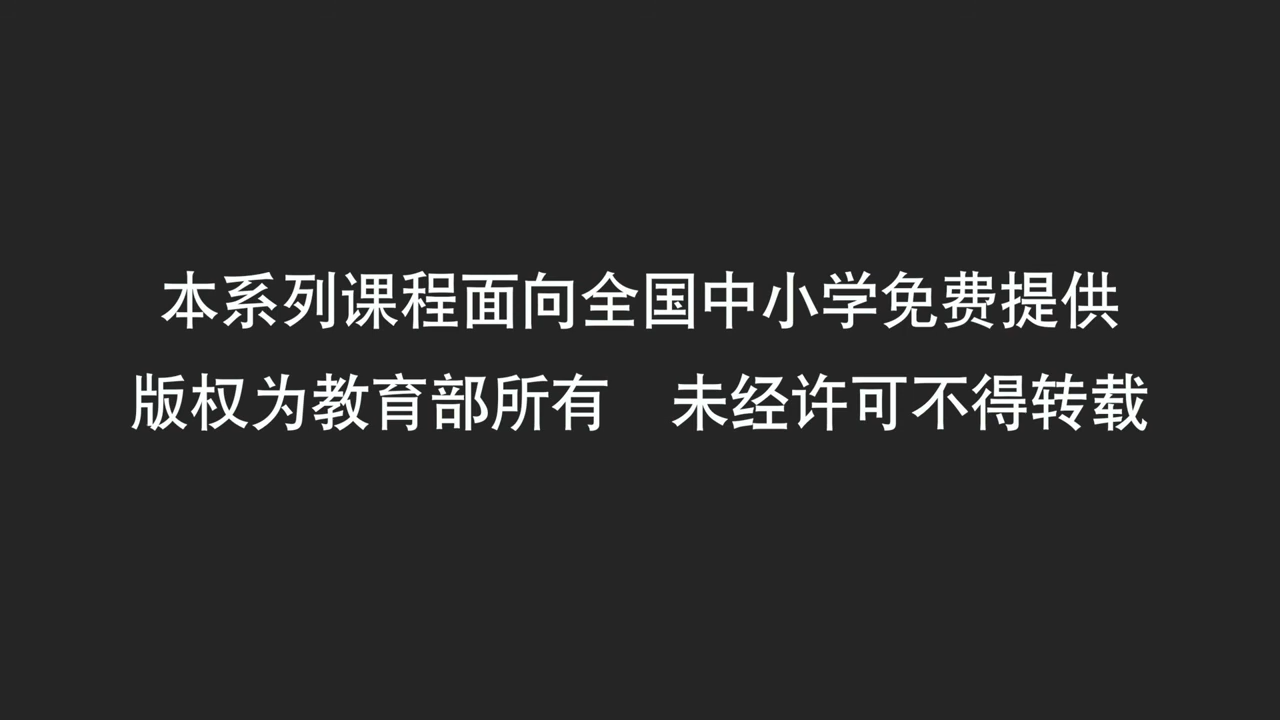 本系列课程面向全国中小学免费提供
版权为教育部所有　未经许可不得转载